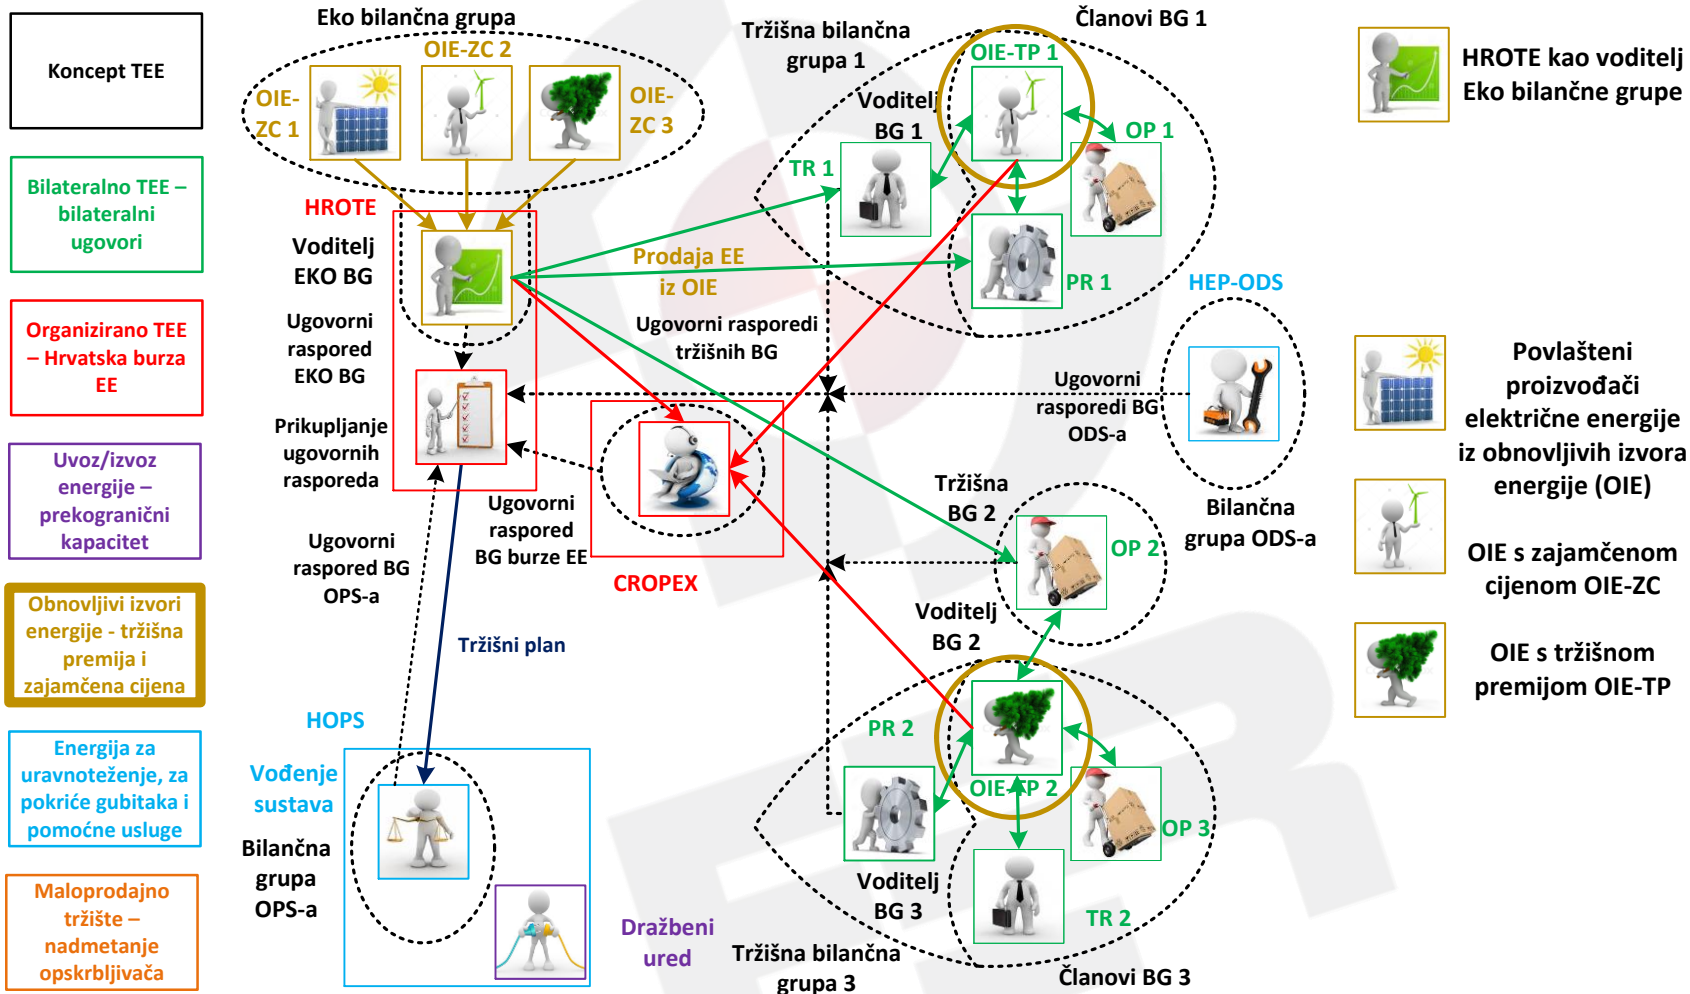 Koncept TEE
Bilateralno TEE –
bilateralni
ugovori
Organizirano TEE
– Hrvatska burza
EE
Uvoz/izvoz
energije –
prekogranični
kapacitet
Obnovljivi izvori
energije - tržišna
premija i
zajamčena cijena
Energija za
uravnoteženje, za
pokriće gubitaka i
pomoćne usluge
Maloprodajno
tržište –
nadmetanje
opskrbljivača
Eko bilančna grupa
OIE-ZC 2
OIE-
ZC 1
OIE-
ZC 3
HROTE
Voditelj
EKO BG
Ugovorni
raspored
EKO BG
Prikupljanje
ugovornih
rasporeda
Ugovorni
raspored BG
OPS-a
Tržišni plan
HOPS
Vođenje
sustava
Bilančna
grupa
OPS-a
Dražbeni
ured
Prodaja EE
iz OIE
Ugovorni rasporedi
tržišnih BG
Ugovorni
raspored
BG burze EE
CROPEX
Tržišna bilančna
grupa 1
Članovi BG 1
OIE-TP 1
Voditelj
BG 1
TR 1
OP 1
PR 1
HEP-ODS
Ugovorni
rasporedi BG
ODS-a
Bilančna
grupa ODS-a
Tržišna
BG 2
OP 2
Voditelj
BG 2
PR 2
OIE-TP 2
OP 3
Voditelj
BG 3
TR 2
Tržišna bilančna
grupa 3
Članovi BG 3
HROTE kao voditelj
Eko bilančne grupe
Povlašteni
proizvođači
električne energije
iz obnovljivih izvora
energije (OIE)
OIE s zajamčenom
cijenom OIE-ZC
OIE s tržišnom
premijom OIE-TP